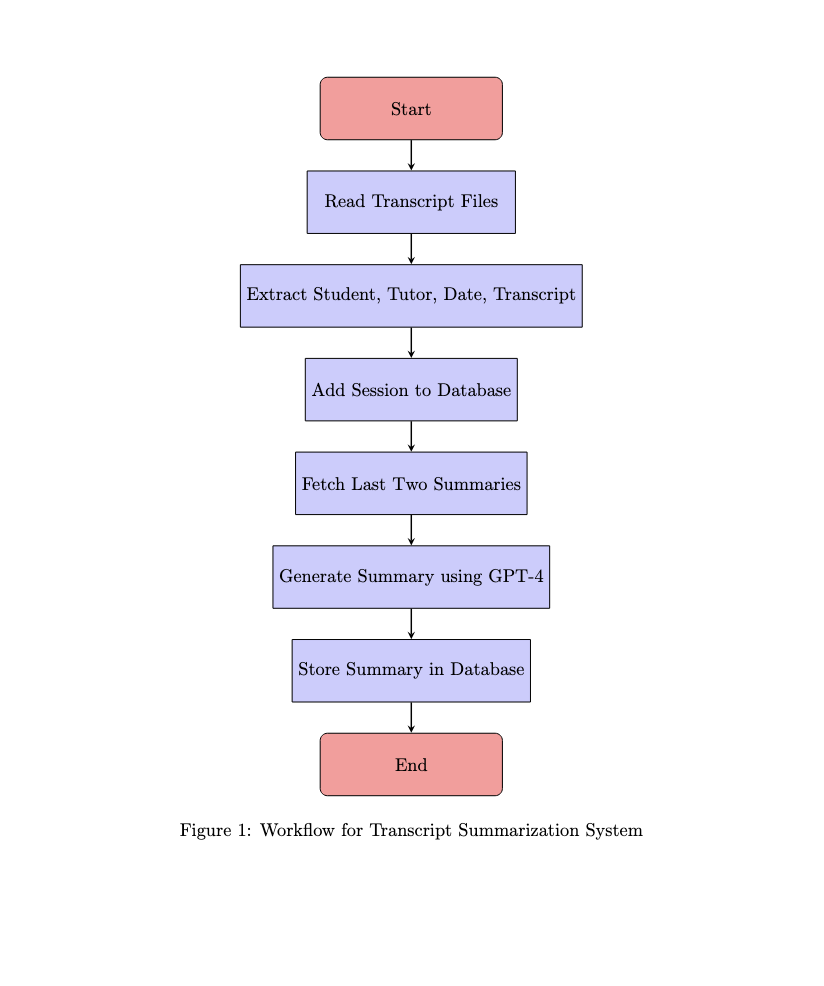 Start
Read Transcript Files
Extract Student, Tutor, Date, Transcript
Add Session to Database
Fetch Last Two Summaries
Generate Summary using GPT-4
Store Summary in Database
End
Figure 1: Workflow for Transcript Summarization System